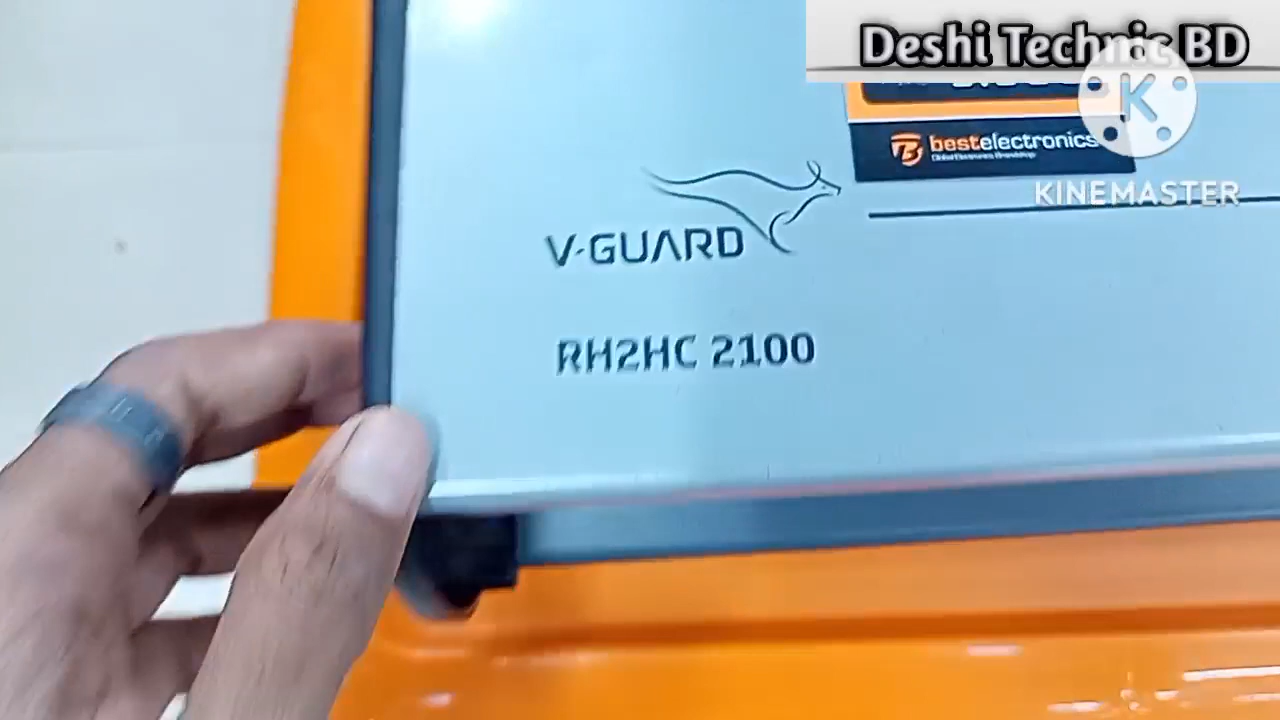 Deshi Technic BD
bestelectronics
K
KINEMASTER
V-GUARD
RH2HC 2100